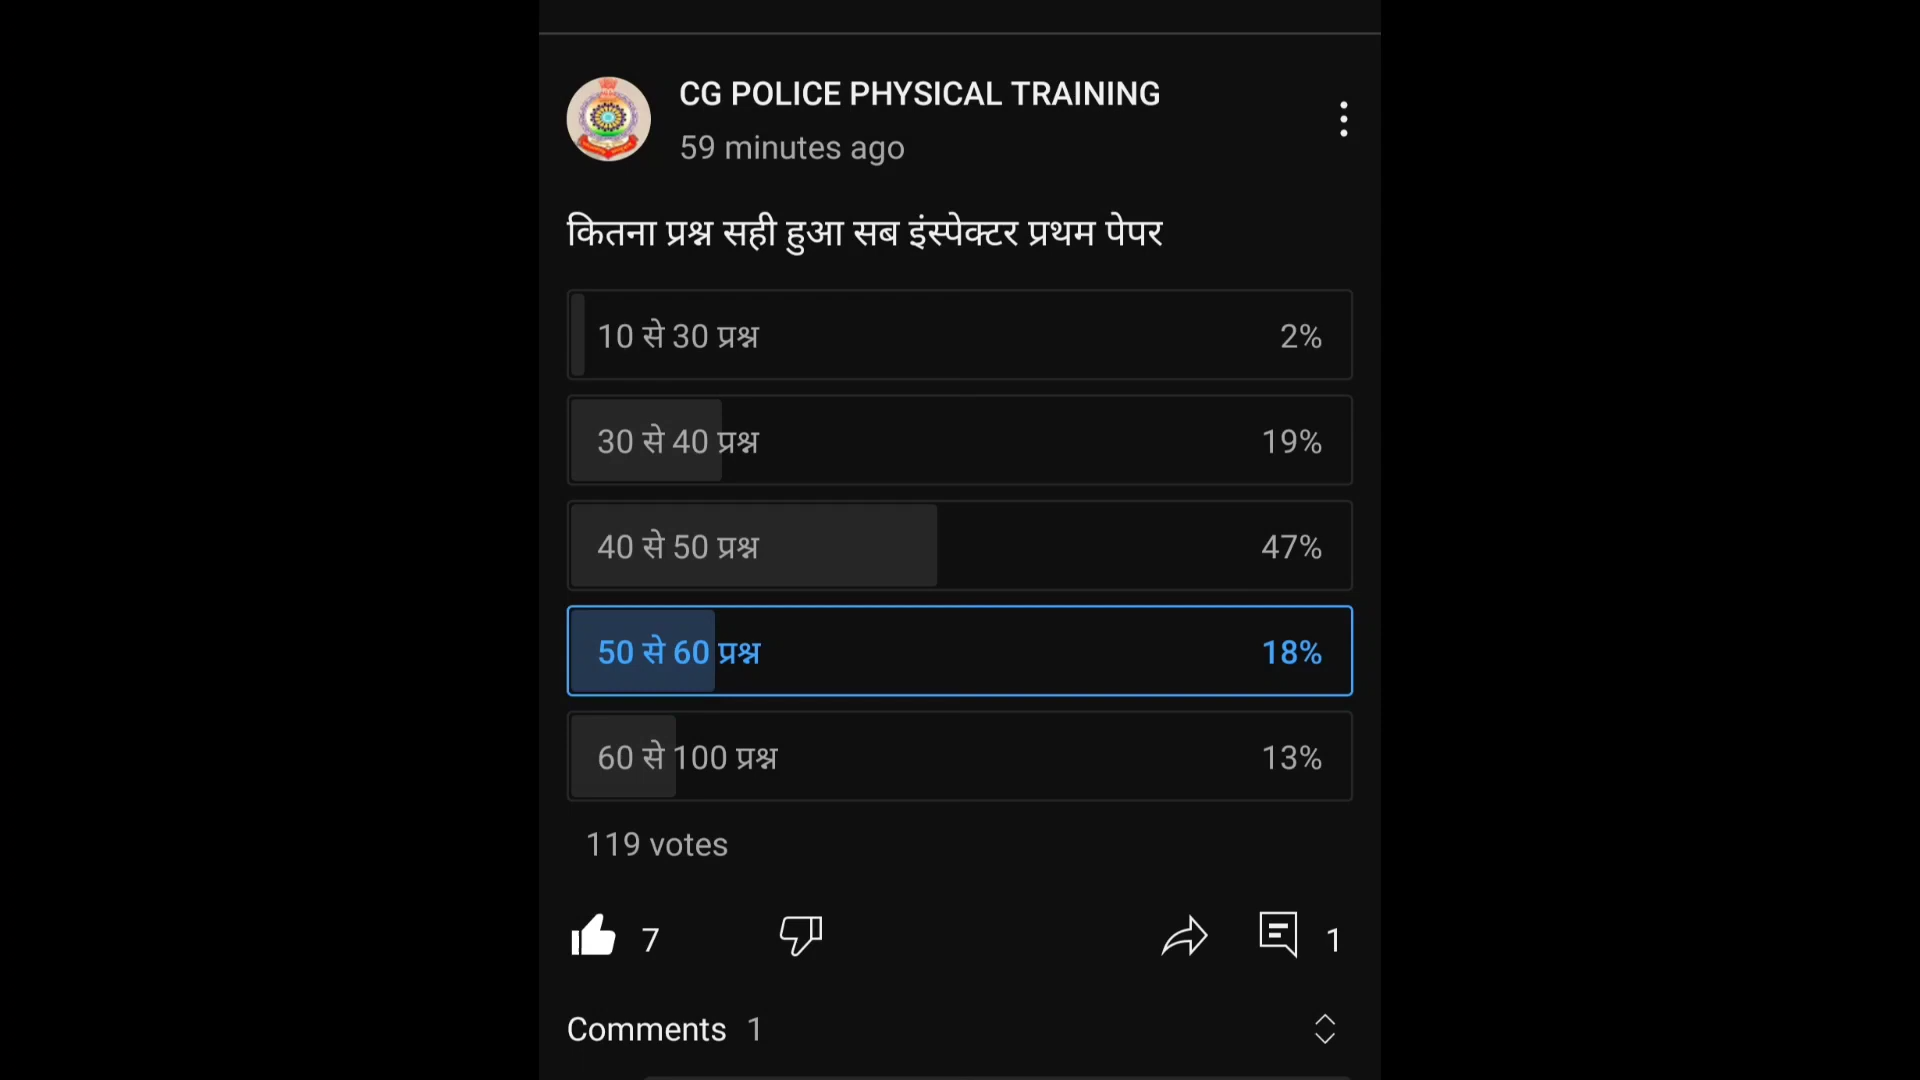 CG POLICE PHYSICAL TRAINING
59 minutes ago
कितना प्रश्न सही हुआ सब इंस्पेक्टर प्रथम पेपर
10 से 30 प्रश्न 2%
30 से 40 प्रश्न 19%
40 से 50 प्रश्न 47%
50 से 60 प्रश्न 18%
60 से 100 प्रश्न 13%
119 votes
7 1
Comments 1